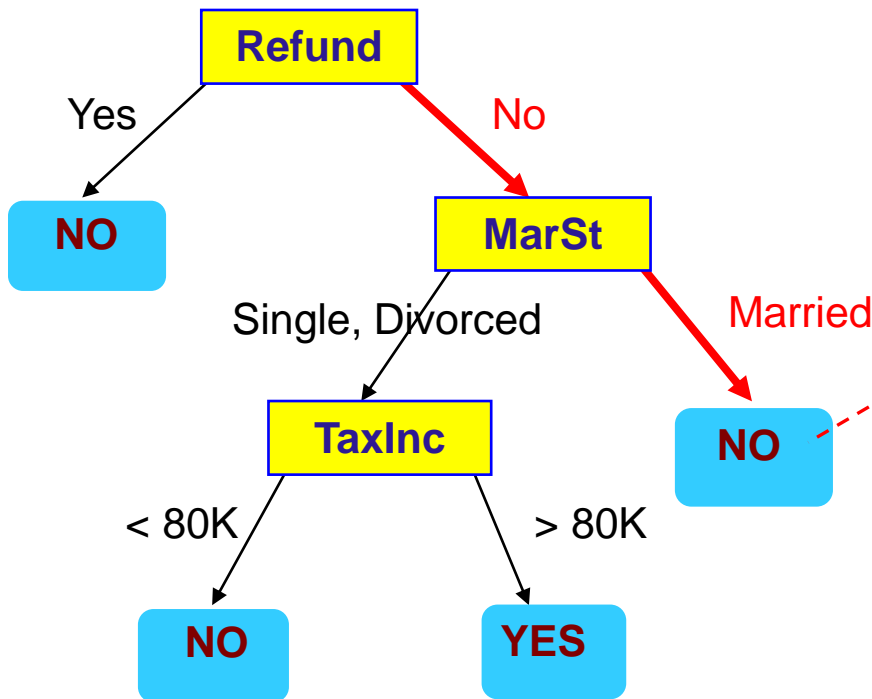 Refund
Yes
No
NO
MarSt
Single, Divorced
Married
TaxInc
NO
< 80K
> 80K
NO
YES